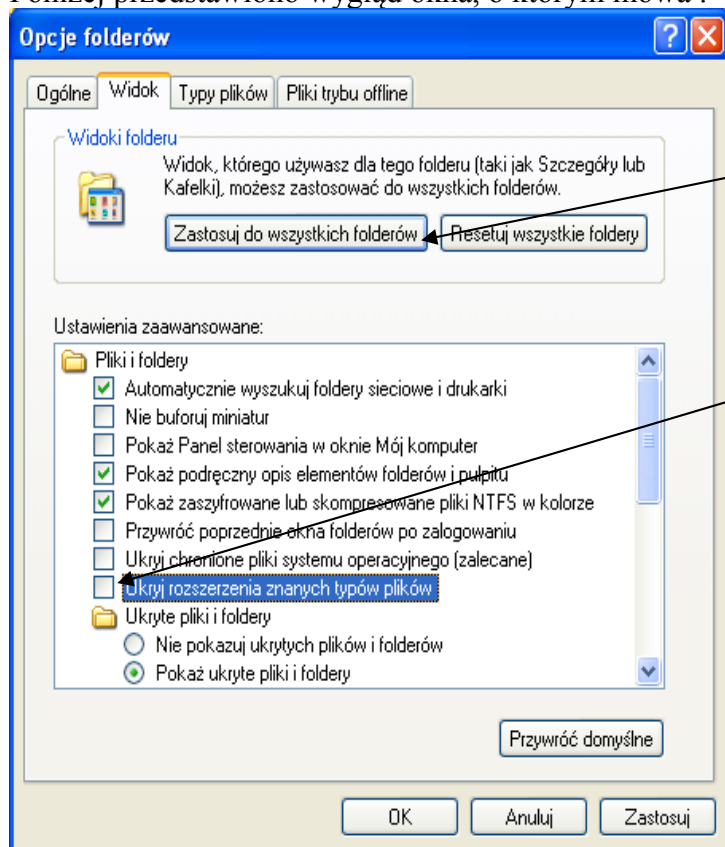 Poniżej przedstawiono wygląd okna, o którym mowa .
Opcje folderów
Ogólne Widok Typy plików Pliki trybu offline
Widoki folderu
Widok, którego używasz dla tego folderu (taki jak Szczegóły lub
Kafelki), możesz zastosować do wszystkich folderów.
Zastosuj do wszystkich folderów Resetuj wszystkie foldery
Ustawienia zaawansowane:
Pliki i foldery
Automatycznie wyszukuj foldery sieciowe i drukarki
Nie buforuj miniatur
Pokaż Panel sterowania w oknie Mój komputer
Pokaż podręczny opis elementów folderów i pulpitu
Pokaż zaszyfrowane lub skompresowane pliki NTFS w kolorze
Przywróć poprzednie okna folderów po zalogowaniu
Ukryj chronione pliki systemu operacyjnego (zalecane)
Ukryj rozszerzenia znanych typów plików
Ukryte pliki i foldery
Nie pokazuj ukrytych plików i folderów
Pokaż ukryte pliki i foldery
Przywróć domyślne
OK Anuluj Zastosuj